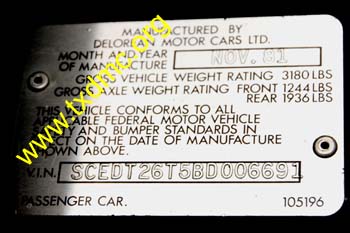 MANUFACTURED BY
DELOREAN MOTOR CARS LTD.
MONTH AND YEAR
OF MANUFACTURE NOV. 81
GROSS VEHICLE WEIGHT RATING 3180 LBS
GROSS AXLE WEIGHT RATING FRONT 1244 LBS
REAR 1936 LBS
THIS VEHICLE CONFORMS TO ALL
APPLICABLE FEDERAL MOTOR VEHICLE
AND BUMPER STANDARDS IN
ON THE DATE OF MANUFACTURE
SHOWN ABOVE.
V.I.N. SCEDT26T5BD006691
PASSENGER CAR. 105196